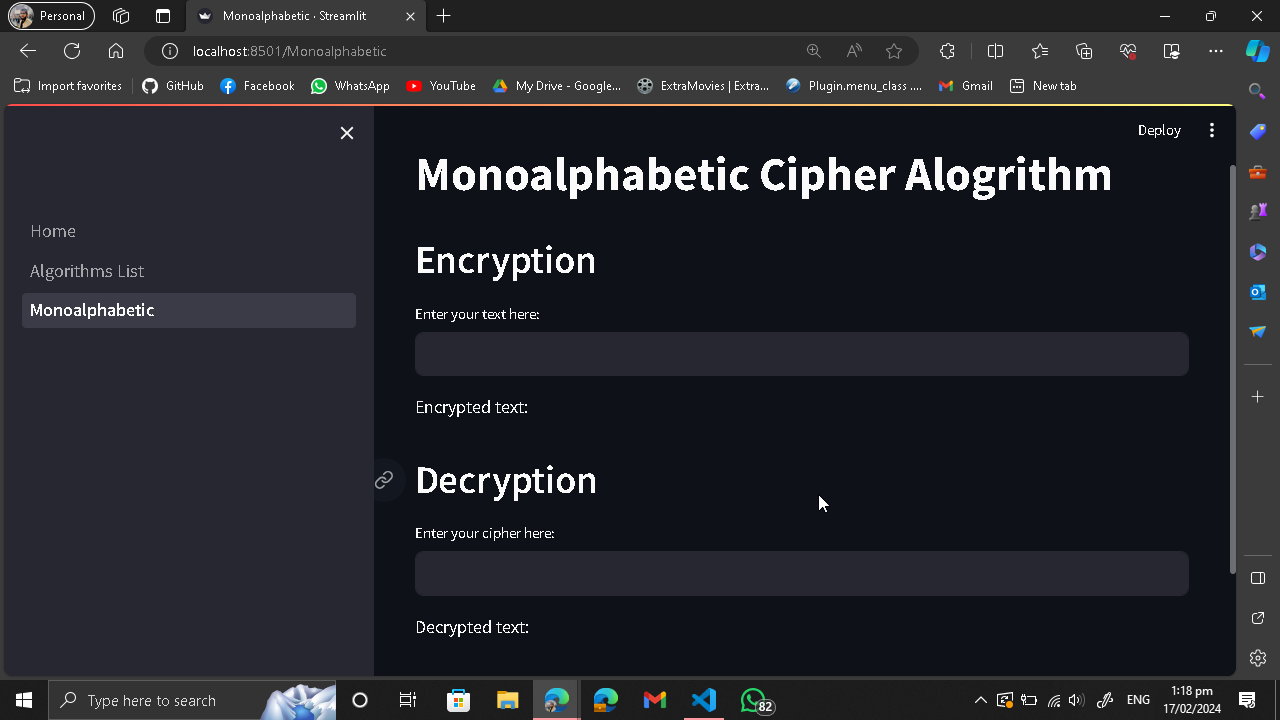 Personal
Monoalphabetic · Streamlit
localhost:8501/Monoalphabetic
Import favorites GitHub Facebook WhatsApp YouTube My Drive - Google... ExtraMovies | Extra... Plugin.menu_class .... Gmail New tab
Deploy
Home
Algorithms List
Monoalphabetic
Monoalphabetic Cipher Alogrithm
Encryption
Enter your text here:
Encrypted text:
Decryption
Enter your cipher here:
Decrypted text:
Type here to search
82
ENG
1:18 pm
17/02/2024